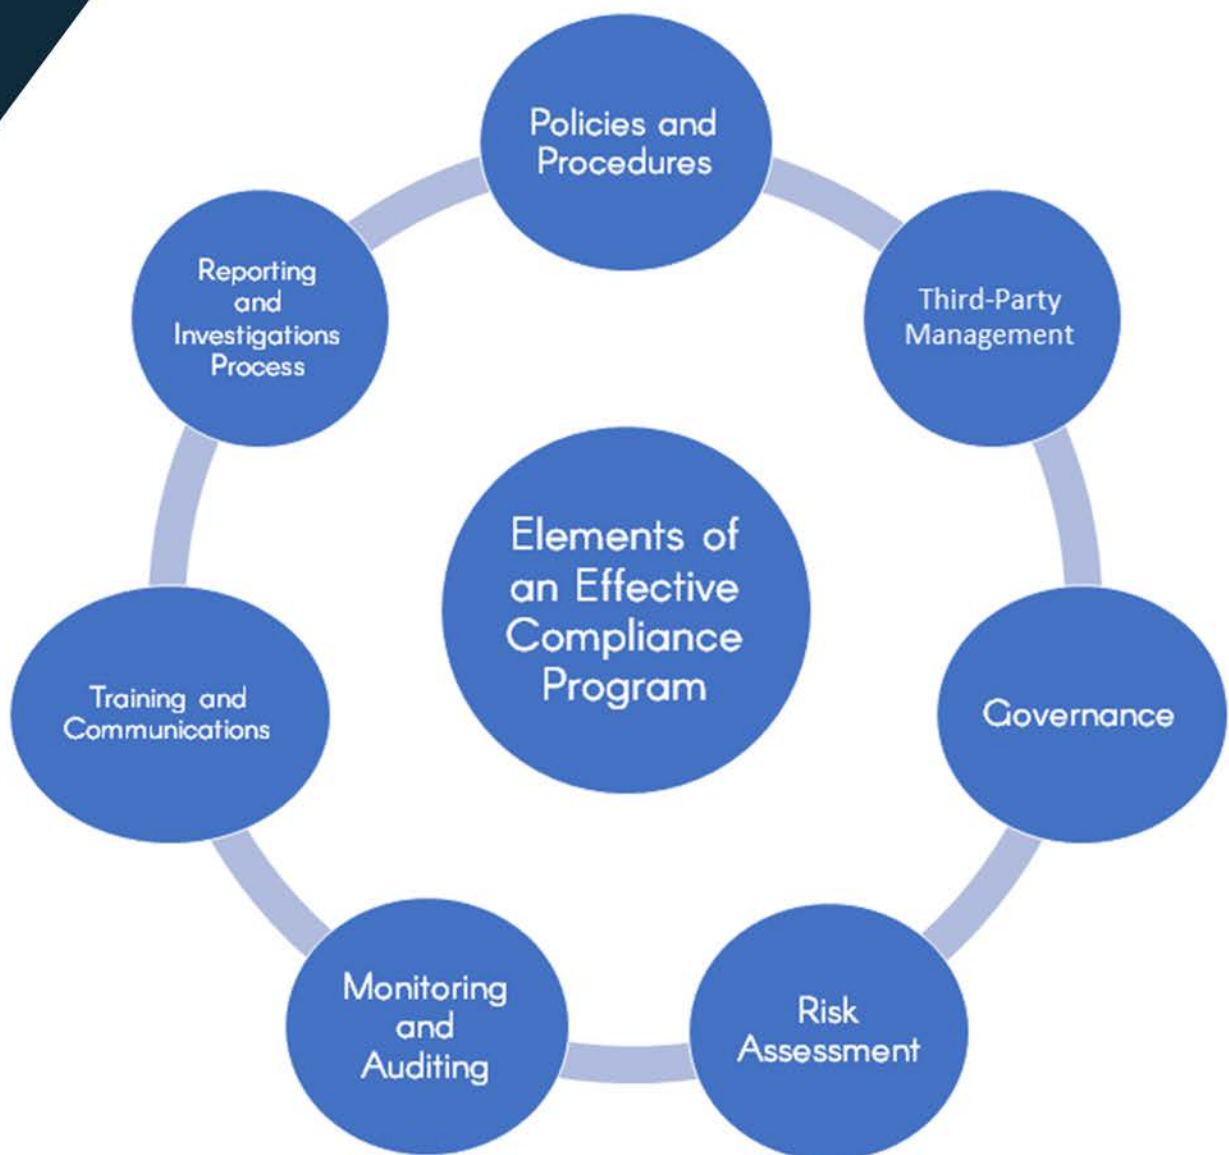 Policies and
Procedures
Third-Party
Management
Governance
Risk
Assessment
Monitoring
and
Auditing
Training and
Communications
Reporting
and
Investigations
Process
Elements of
an Effective
Compliance
Program